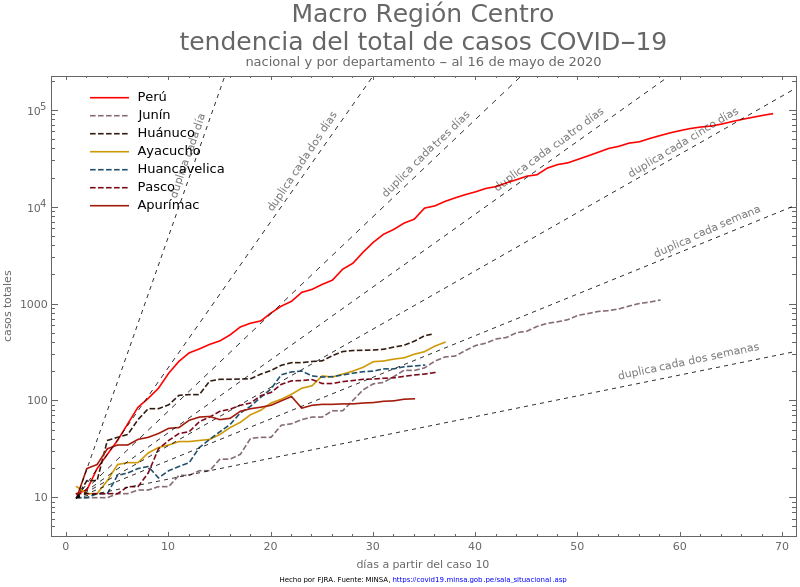 Macro Región Centro
tendencia del total de casos COVID−19
nacional y por departamento − al 16 de mayo de 2020
Perú
Junín
Huánuco
Ayacucho
Huancavelica
Pasco
Apurímac
duplica cada día
duplica cada dos días
duplica cada tres días
duplica cada cuatro días
duplica cada cinco días
duplica cada semana
duplica cada dos semanas
casos totales
10⁵
10⁴
1000
100
10
0 10 20 30 40 50 60 70
días a partir del caso 10
Hecho por FJRA. Fuente: MINSA, https://covid19.minsa.gob.pe/sala_situacional.asp